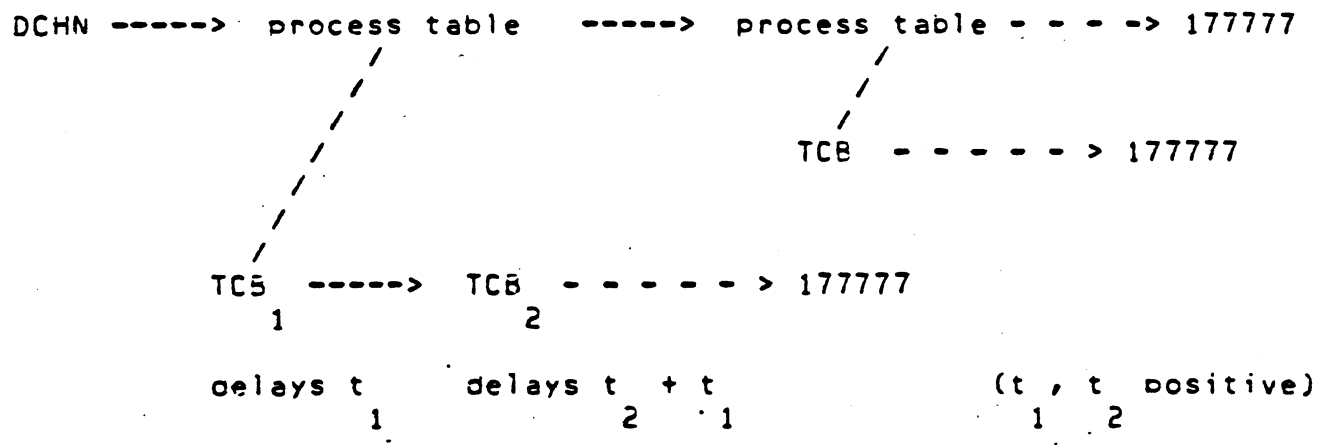 DCHN -----> process table -----> process table - - - -> 177777
TCB - - - - - > 177777
TCB -----> TCB - - - - - > 177777
1 2
delays t delays t + t (t , t positive)
1 2 1 1 2